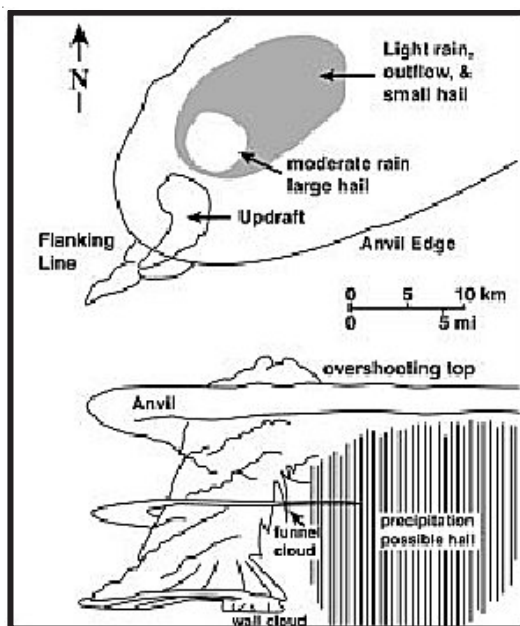 N
Light rain,
outflow, &
small hail
moderate rain
large hail
Updraft
Flanking
Line
Anvil Edge
0 5 10 km
0 5 mi
overshooting top
Anvil
funnel
cloud
precipitation
possible hail
wall cloud